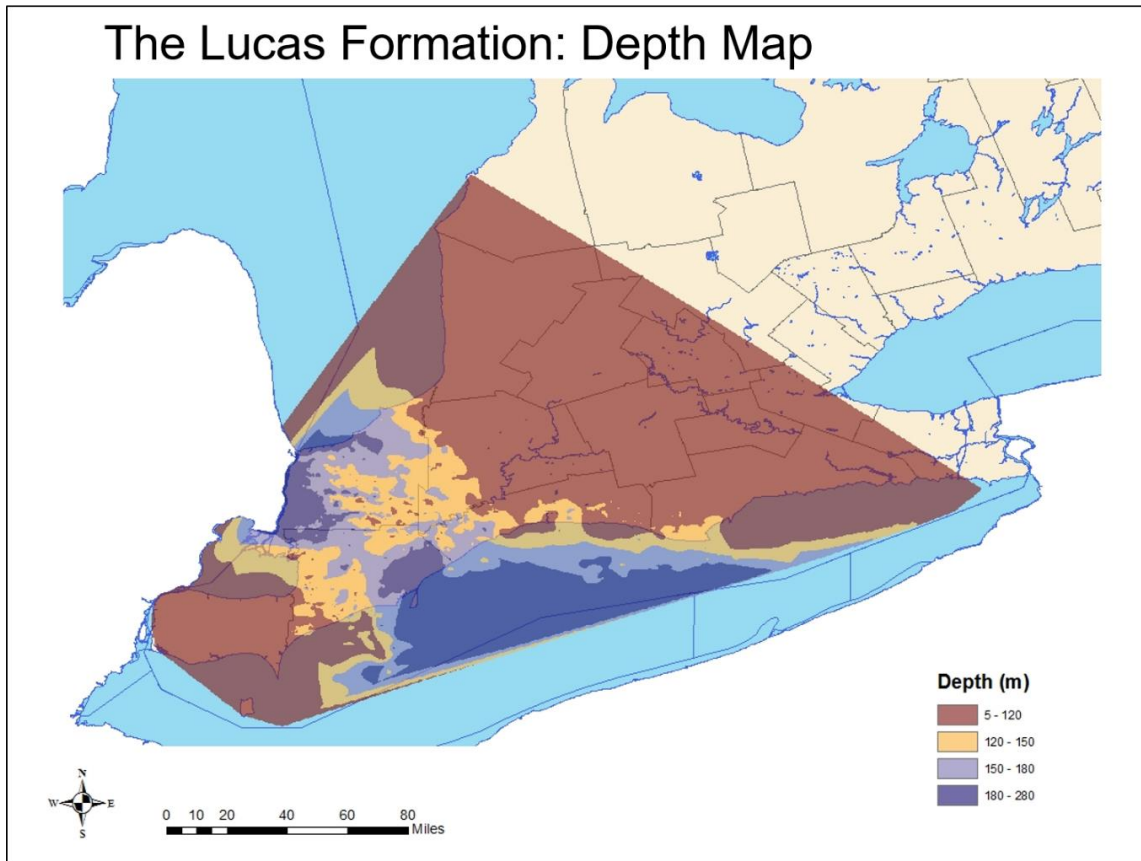 The Lucas Formation: Depth Map
Depth (m)
5 - 120
120 - 150
150 - 180
180 - 280
N
W E
S
0 10 20 40 60 80
Miles